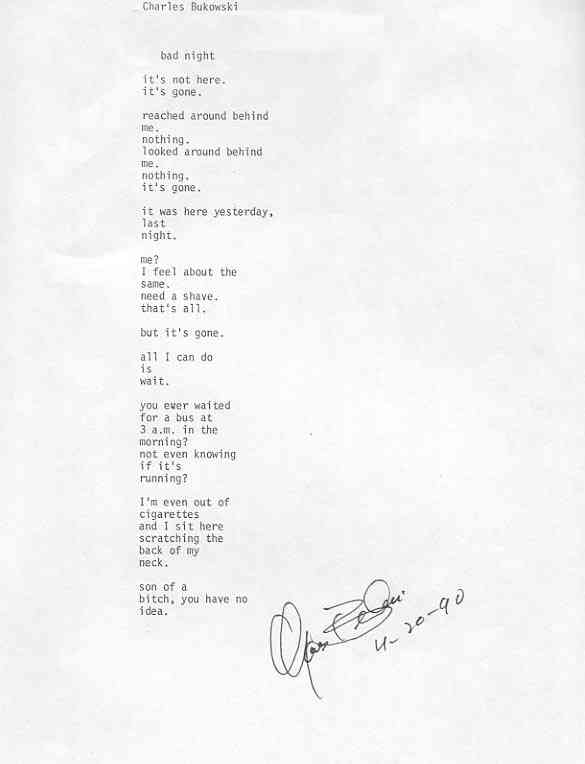 Charles Bukowski
bad night
it's not here.
it's gone.
reached around behind
me.
nothing.
looked around behind
me.
nothing.
it's gone.
it was here yesterday,
last
night.
me?
I feel about the
same.
need a shave.
that's all.
but it's gone.
all I can do
is
wait.
you ever waited
for a bus at
3 a.m. in the
morning?
not even knowing
if it's
running?
I'm even out of
cigarettes
and I sit here
scratching the
back of my
neck.
son of a
bitch, you have no
idea.
4-20-90